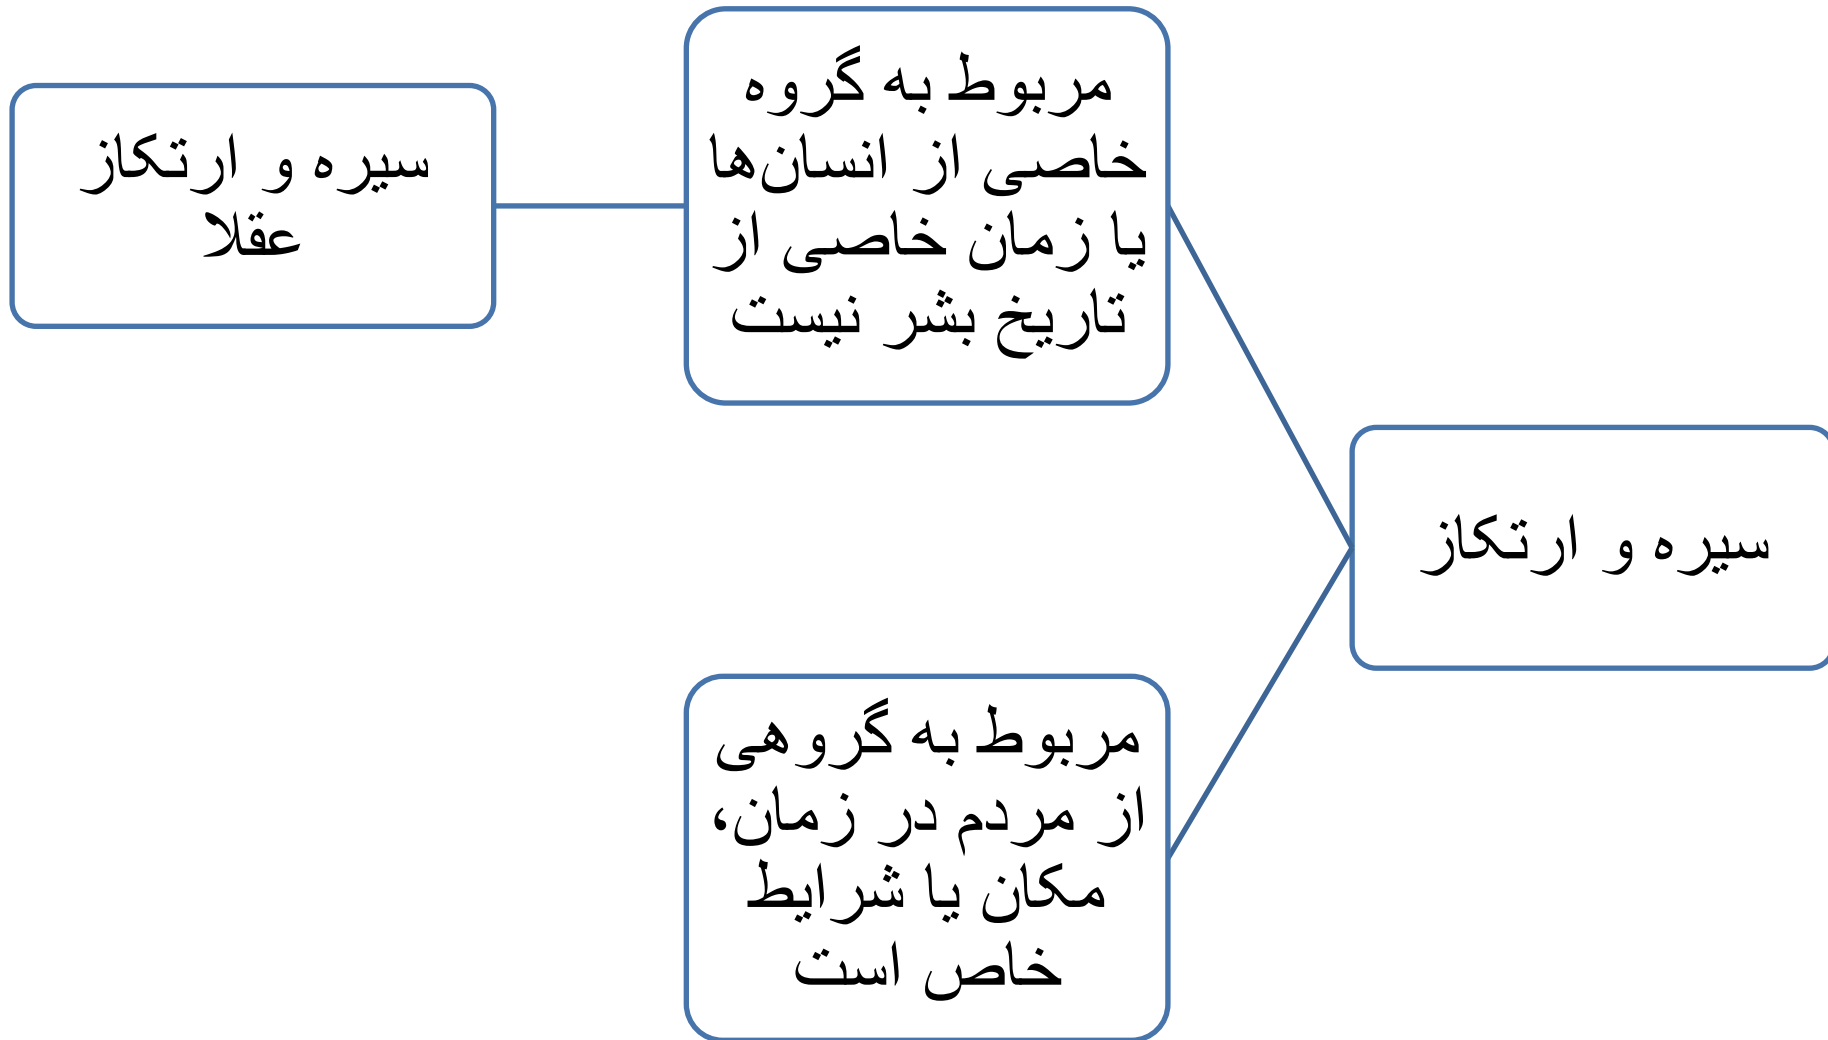 سیره و ارتکاز
مربوط به گروه
خاصی از انسان‌ها
یا زمان خاصی از
تاریخ بشر نیست
سیره و ارتکاز
عقلا
مربوط به گروهی
از مردم در زمان،
مکان یا شرایط
خاص است